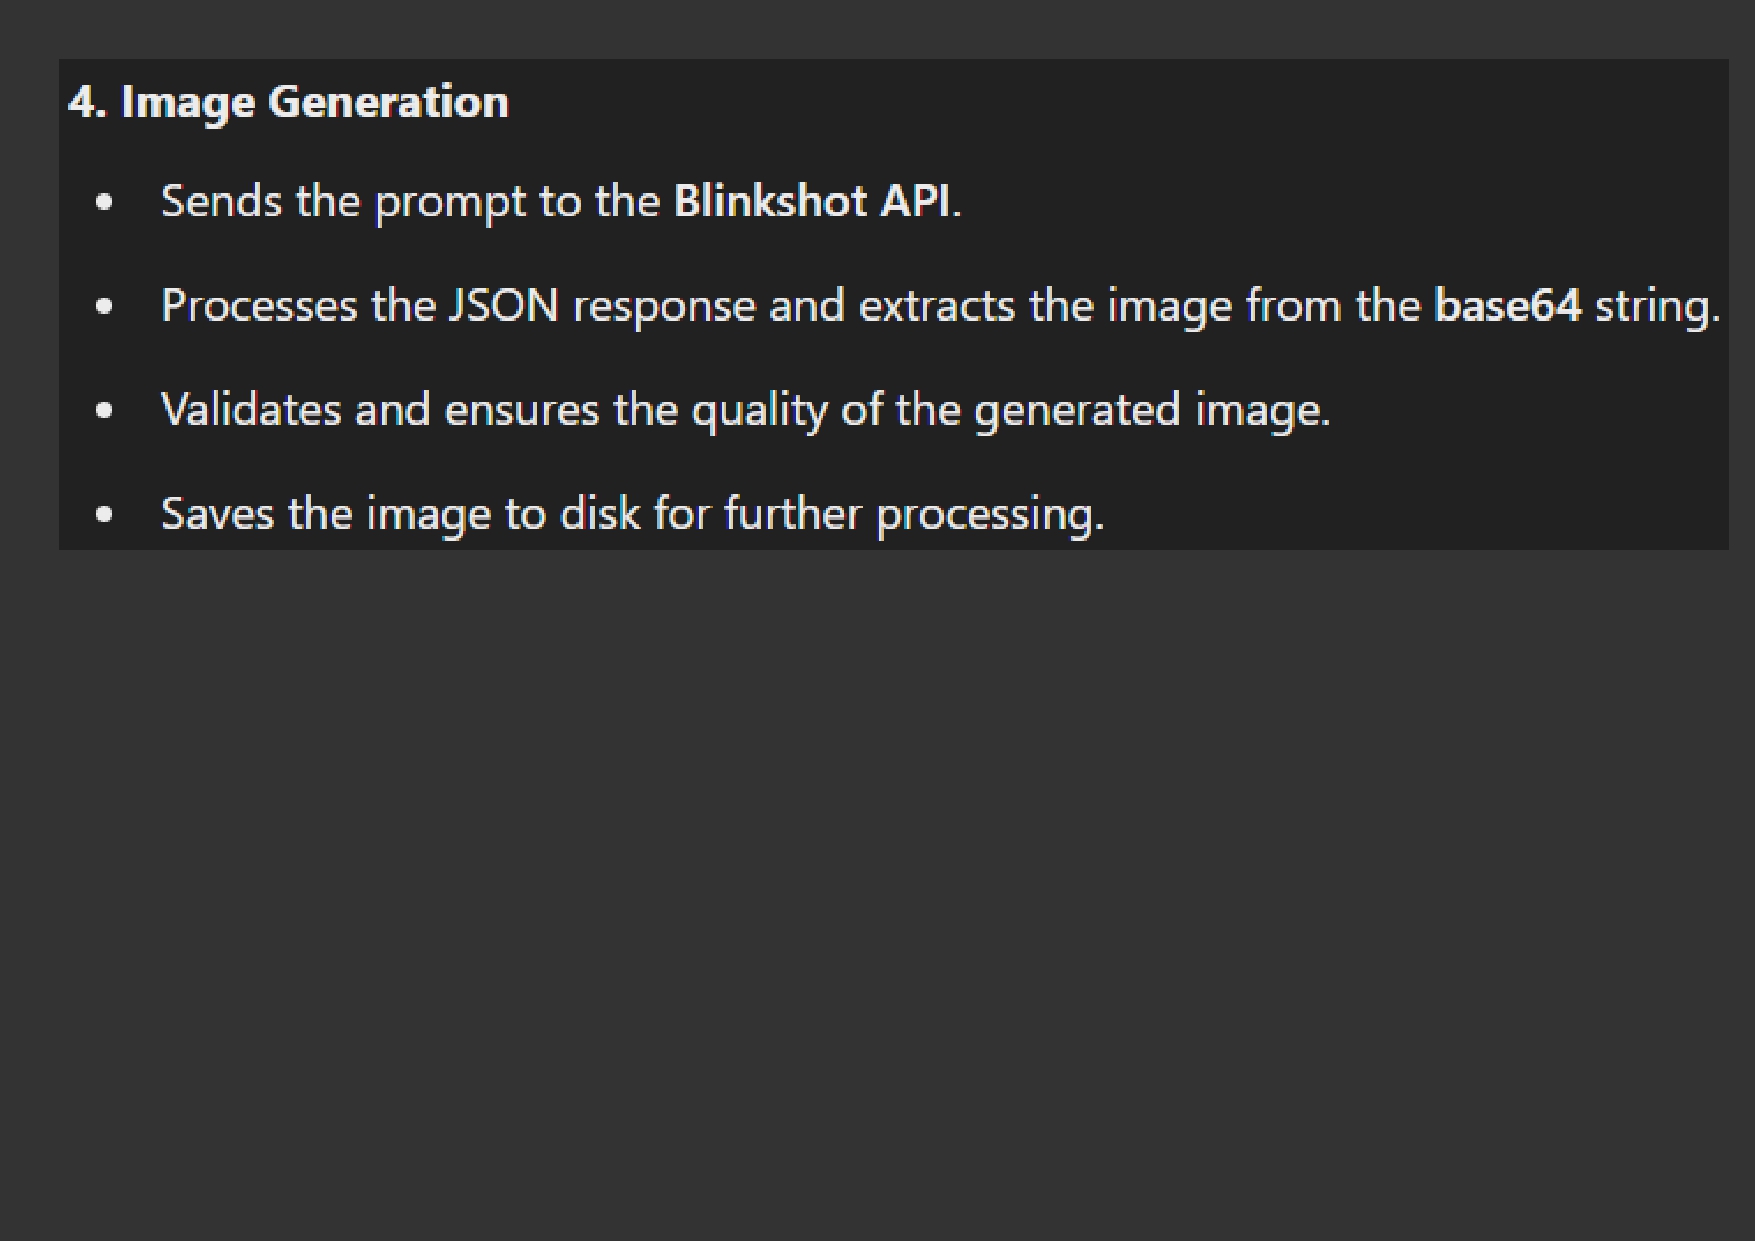 4. Image Generation
• Sends the prompt to the Blinkshot API.
• Processes the JSON response and extracts the image from the base64 string.
• Validates and ensures the quality of the generated image.
• Saves the image to disk for further processing.